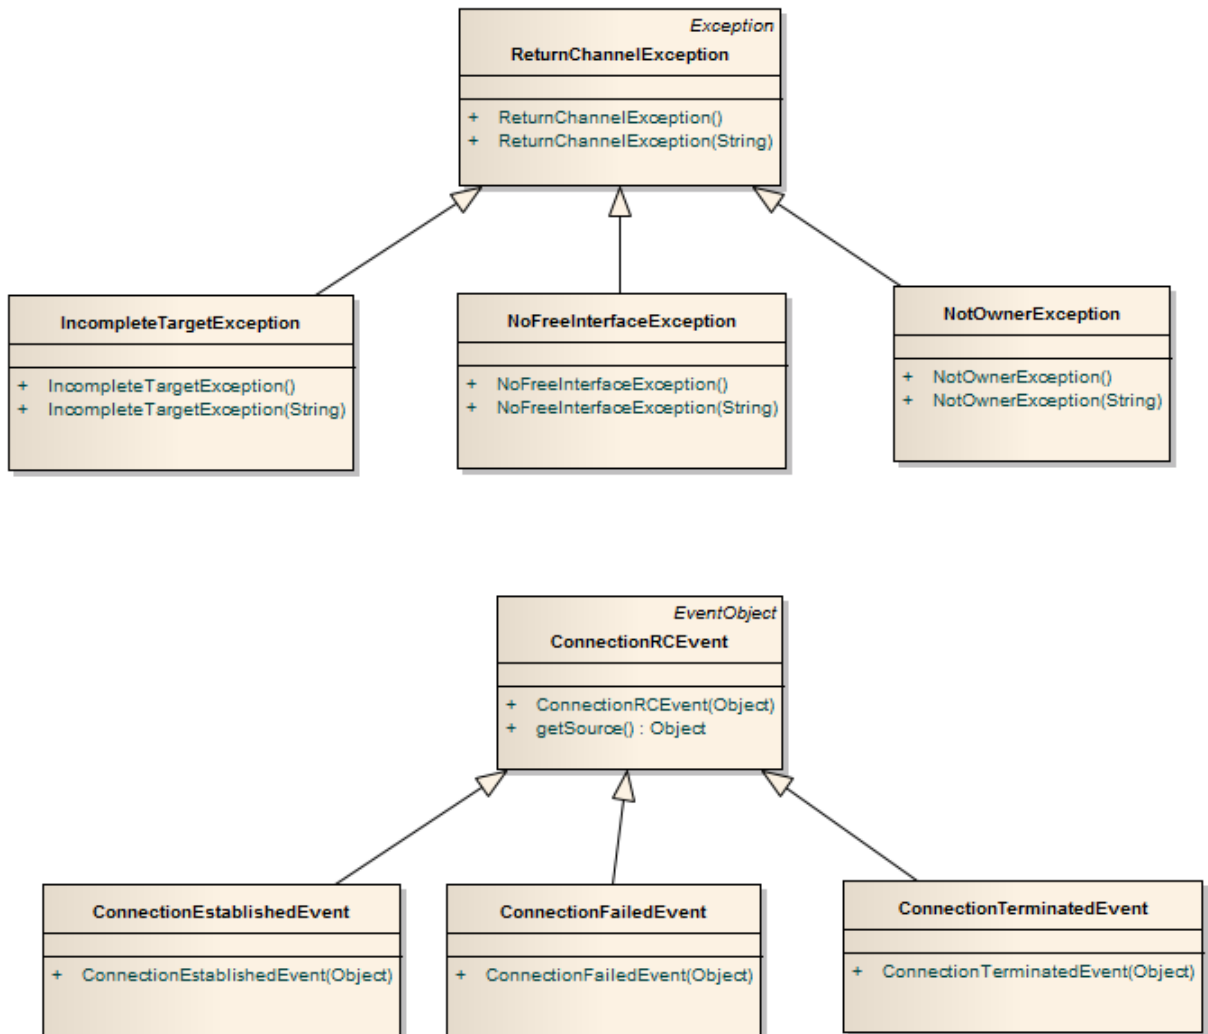 Exception
ReturnChannelException
+ ReturnChannelException()
+ ReturnChannelException(String)
IncompleteTargetException
+ IncompleteTargetException()
+ IncompleteTargetException(String)
NoFreeInterfaceException
+ NoFreeInterfaceException()
+ NoFreeInterfaceException(String)
NotOwnerException
+ NotOwnerException()
+ NotOwnerException(String)
EventObject
ConnectionRCEvent
+ ConnectionRCEvent(Object)
+ getSource() : Object
ConnectionEstablishedEvent
+ ConnectionEstablishedEvent(Object)
ConnectionFailedEvent
+ ConnectionFailedEvent(Object)
ConnectionTerminatedEvent
+ ConnectionTerminatedEvent(Object)